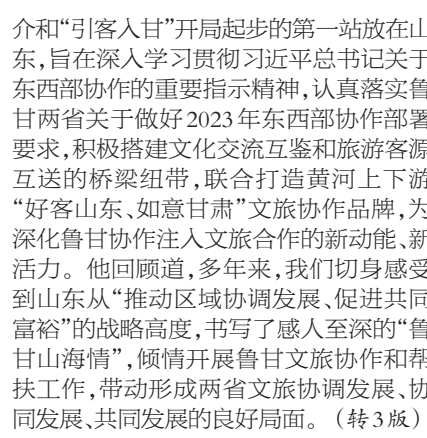 介和“引客入甘”开局起步的第一站放在山
东,旨在深入学习贯彻习近平总书记关于
东西部协作的重要指示精神,认真落实鲁
甘两省关于做好2023年东西部协作部署
要求,积极搭建文化交流互鉴和旅游客源
互送的桥梁纽带,联合打造黄河上下游
“好客山东、如意甘肃”文旅协作品牌,为
深化鲁甘协作注入文旅合作的新动能、新
活力。他回顾道,多年来,我们切身感受
到山东从“推动区域协调发展、促进共同
富裕”的战略高度,书写了感人至深的“鲁
甘山海情”,倾情开展鲁甘文旅协作和帮
扶工作,带动形成两省文旅协调发展、协
同发展、共同发展的良好局面。(转3版)